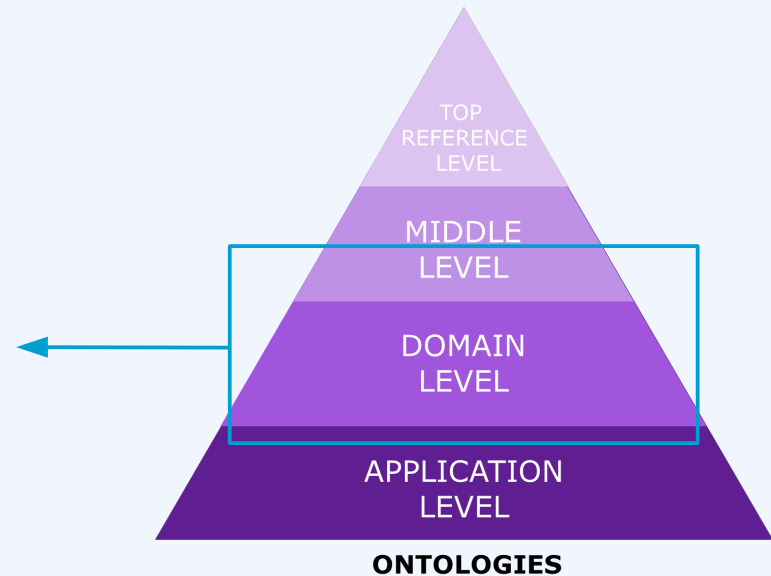 TOP
REFERENCE
LEVEL
MIDDLE
LEVEL
DOMAIN
LEVEL
APPLICATION
LEVEL
ONTOLOGIES